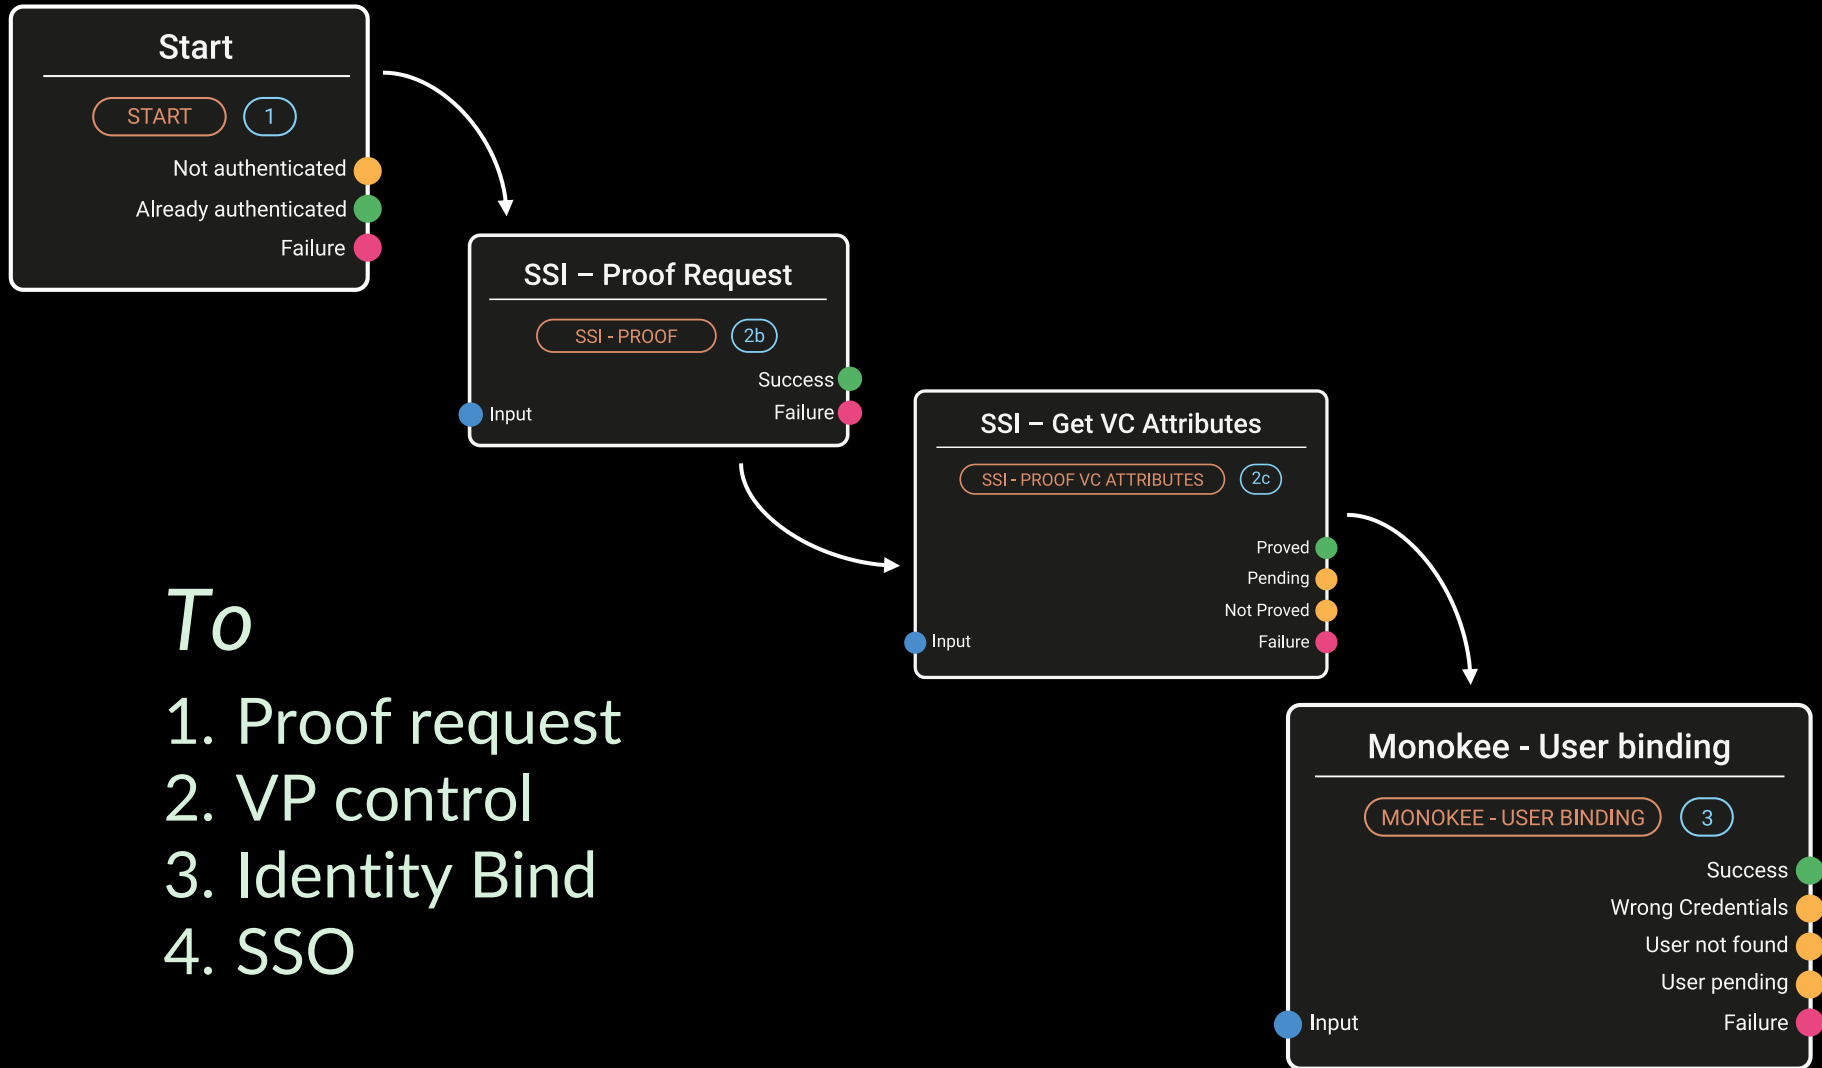 Start
START 1
Not authenticated
Already authenticated
Failure
SSI – Proof Request
SSI - PROOF 2b
Success
Input Failure
SSI – Get VC Attributes
SSI - PROOF VC ATTRIBUTES 2c
Proved
Pending
Not Proved
Input Failure
To
1. Proof request
2. VP control
3. Identity Bind
4. SSO
Monokee - User binding
MONOKEE - USER BINDING 3
Success
Wrong Credentials
User not found
User pending
Input Failure